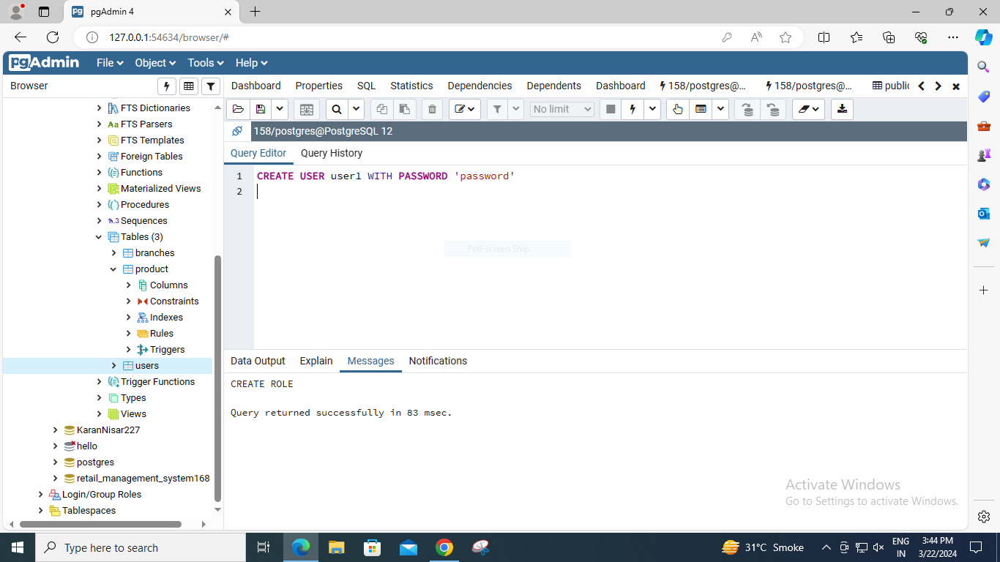 pgAdmin 4
127.0.0.1:54634/browser/#
pgAdmin File Object Tools Help
Browser
Dashboard Properties SQL Statistics Dependencies Dependents Dashboard 158/postgres@... 158/postgres@... public
No limit
158/postgres@PostgreSQL 12
Query Editor Query History
1 CREATE USER user1 WITH PASSWORD 'password'
2
Full-screen Snip
FTS Dictionaries
FTS Parsers
FTS Templates
Foreign Tables
Functions
Materialized Views
Procedures
Sequences
Tables (3)
branches
product
Columns
Constraints
Indexes
Rules
Triggers
users
Trigger Functions
Types
Views
KaranNisar227
hello
postgres
retail_management_system168
Login/Group Roles
Tablespaces
Data Output Explain Messages Notifications
CREATE ROLE
Query returned successfully in 83 msec.
Activate Windows
Go to Settings to activate Windows.
Type here to search
31°C Smoke
ENG
IN
3:44 PM
3/22/2024